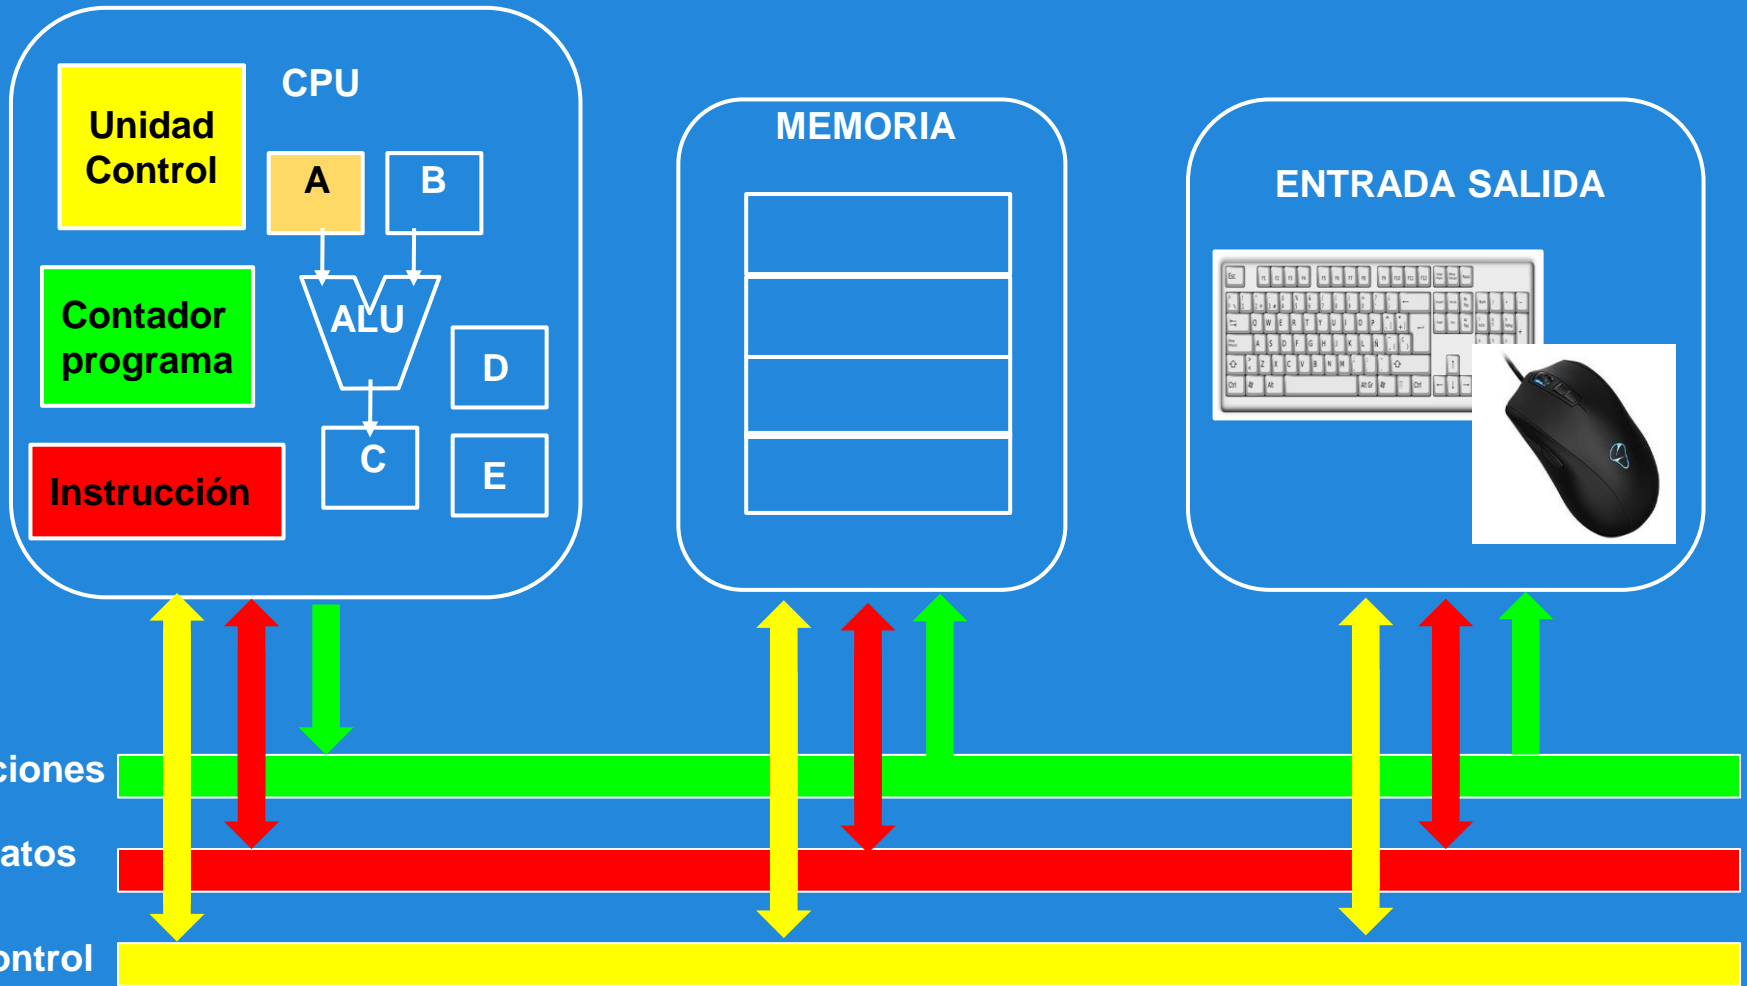 CPU
Unidad
Control
A
B
Contador
programa
ALU
D
C
E
Instrucción
MEMORIA
ENTRADA SALIDA
ciones
atos
ontrol